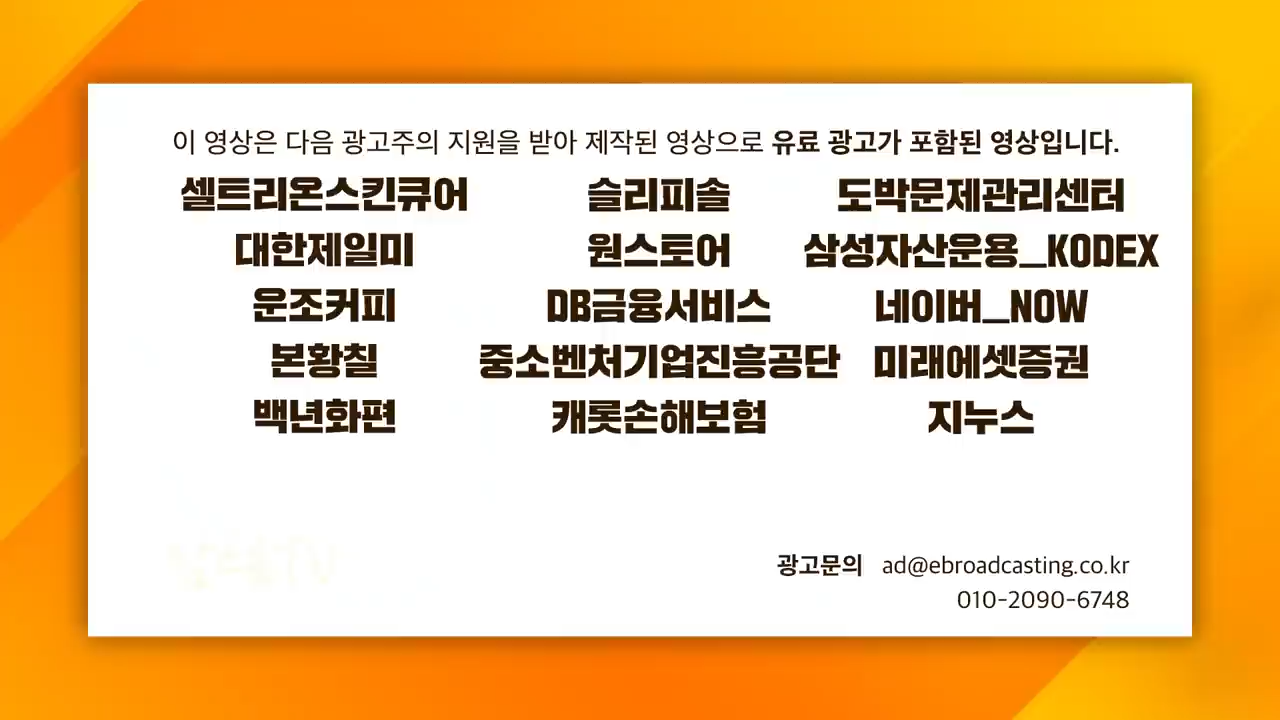 이 영상은 다음 광고주의 지원을 받아 제작된 영상으로 유료 광고가 포함된 영상입니다.
셀트리온스킨큐어 슬리피솔 도박문제관리센터
대한제일미 원스토어 삼성자산운용_KODEX
운조커피 DB금융서비스 네이버_NOW
본황칠 중소벤처기업진흥공단 미래에셋증권
백년화편 캐롯손해보험 지누스
광고문의 ad@ebroadcasting.co.kr
010-2090-6748